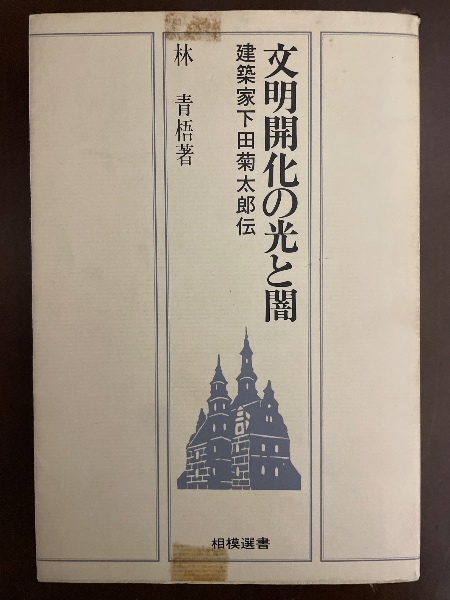 文明開化の光と闇
建築家下田菊太郎伝
林 青梧著
相模選書